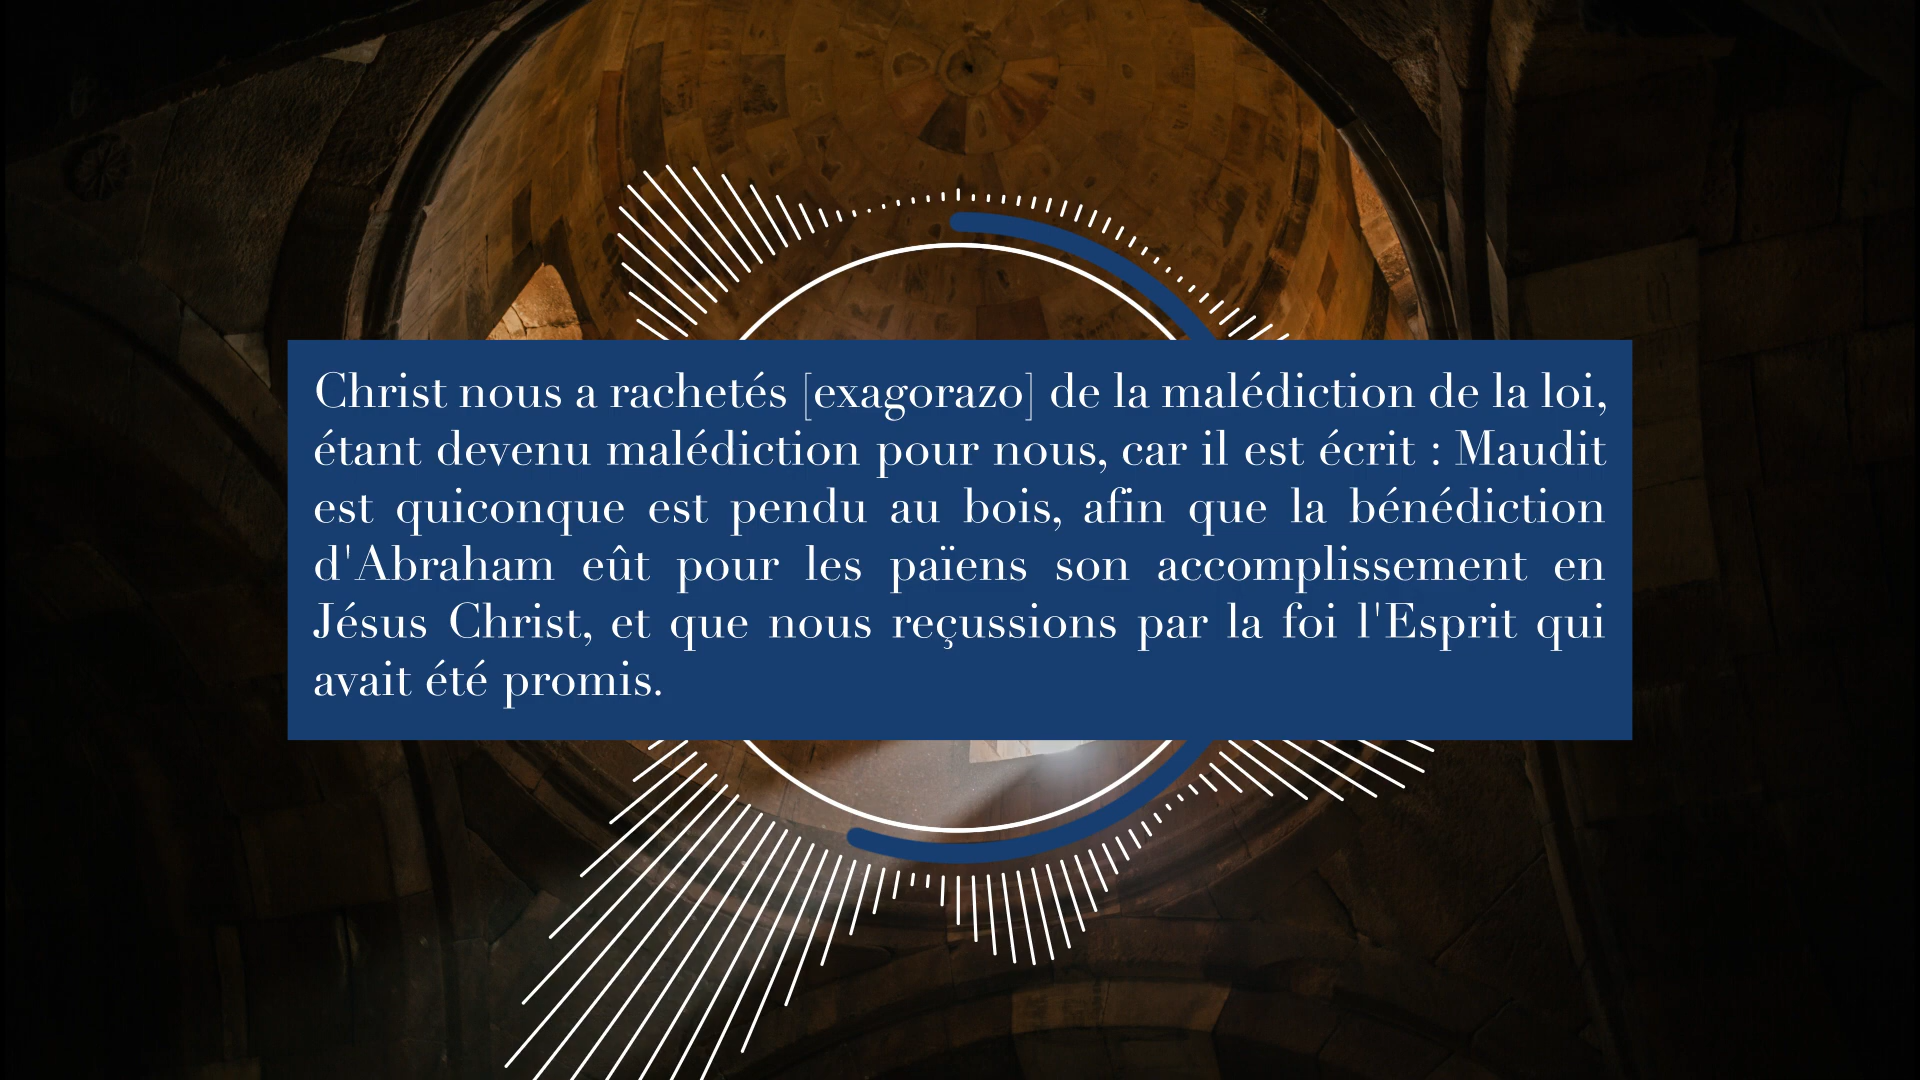 Christ nous a rachetés [exagorazo] de la malédiction de la loi,
étant devenu malédiction pour nous, car il est écrit : Maudit
est quiconque est pendu au bois, afin que la bénédiction
d'Abraham eût pour les païens son accomplissement en
Jésus Christ, et que nous reçussions par la foi l'Esprit qui
avait été promis.